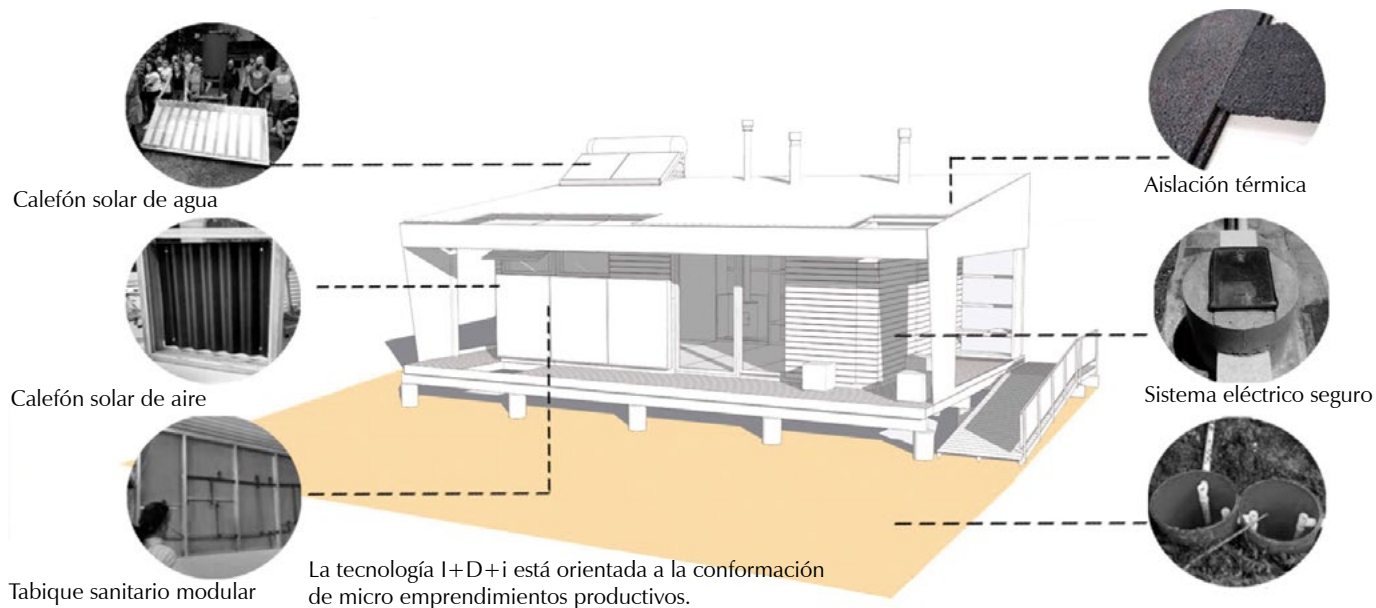 Calefón solar de agua
Aislación térmica
Calefón solar de aire
Sistema eléctrico seguro
Tabique sanitario modular
La tecnología I+D+i está orientada a la conformación
de micro emprendimientos productivos.